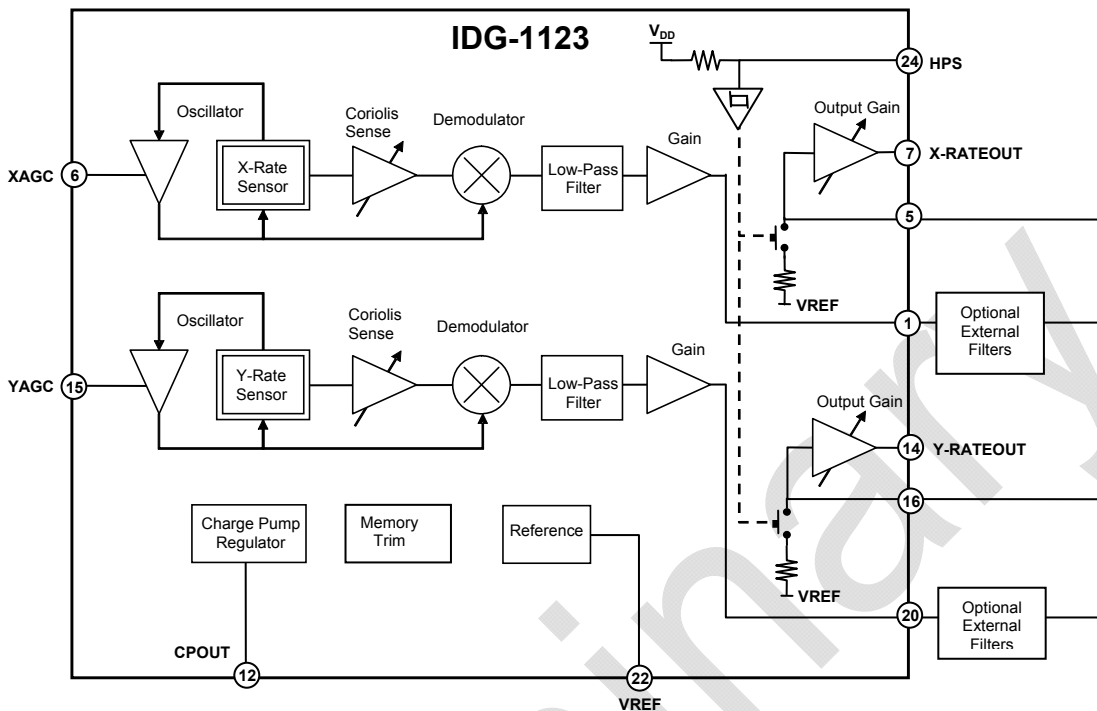 IDG-1123
VDD
24 HPS
Oscillator
Coriolis
Sense
Demodulator
Output Gain
Gain
XAGC 6
X-Rate
Sensor
Low-Pass
Filter
7 X-RATEOUT
5
VREF
1
Optional
External
Filters
Oscillator
Coriolis
Sense
Demodulator
Gain
YAGC 15
Y-Rate
Sensor
Low-Pass
Filter
Output Gain
14 Y-RATEOUT
16
Charge Pump
Regulator
Memory
Trim
Reference
VREF
20
Optional
External
Filters
CPOUT
12
22
VREF
inary